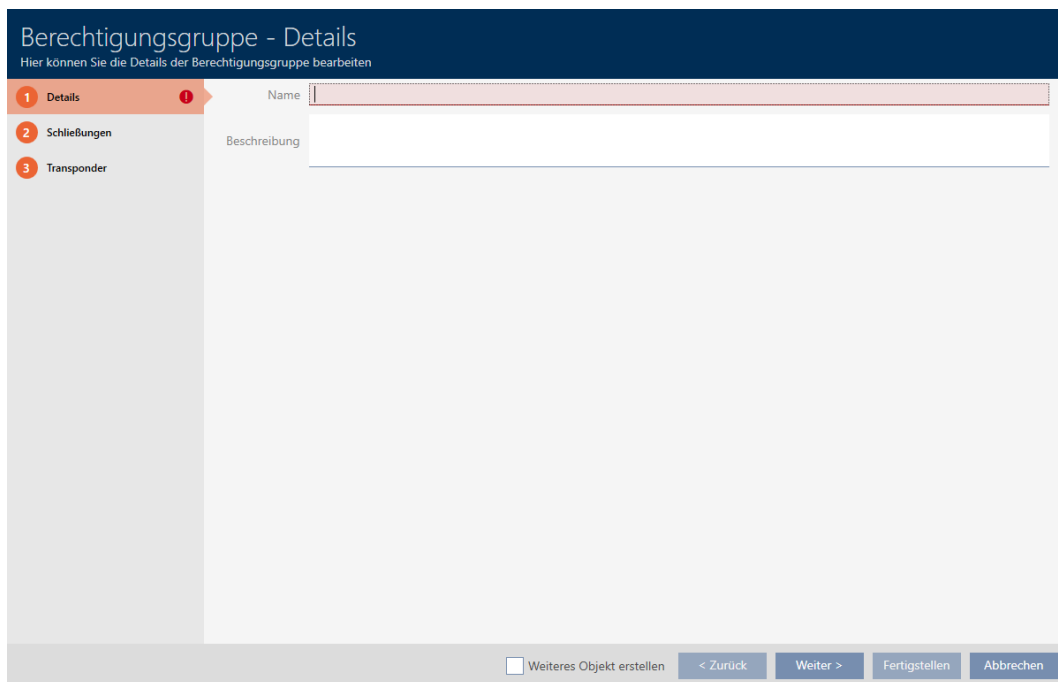 Berechtigungsgruppe - Details
Hier können Sie die Details der Berechtigungsgruppe bearbeiten
1 Details !
2 Schließungen
3 Transponder
Name
Beschreibung
Weiteres Objekt erstellen
< Zurück
Weiter >
Fertigstellen
Abbrechen